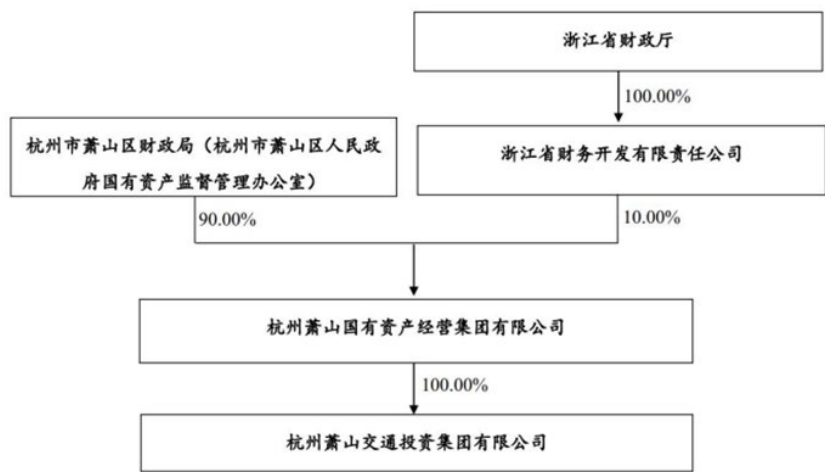 浙江省财政厅
100.00%
杭州市萧山区财政局（杭州市萧山区人民政
府国有资产监督管理办公室）
浙江省财务开发有限责任公司
90.00%
10.00%
杭州萧山国有资产经营集团有限公司
100.00%
杭州萧山交通投资集团有限公司